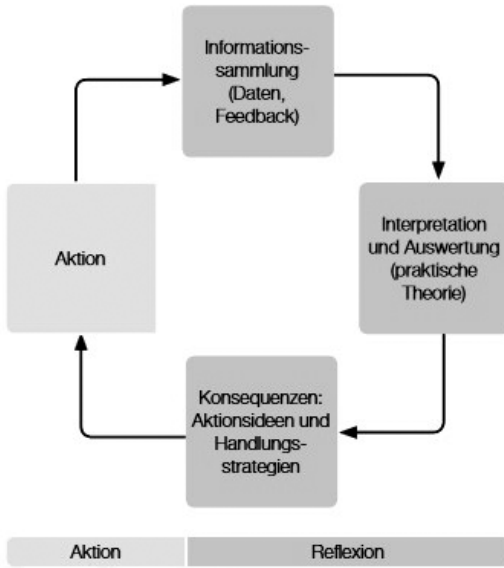 Informations-
sammlung
(Daten,
Feedback)
Aktion
Interpretation
und Auswertung
(praktische
Theorie)
Konsequenzen:
Aktionsideen und
Handlungs-
strategien
Aktion
Reflexion